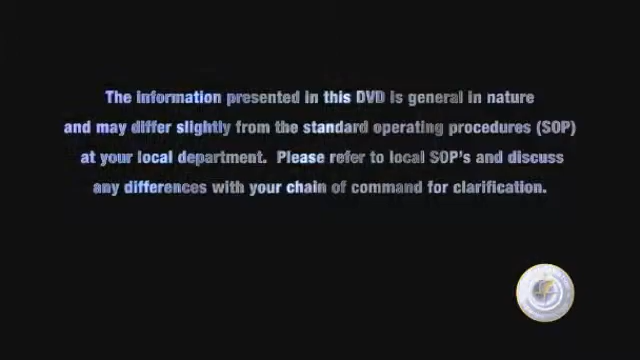 The information presented in this DVD is general in nature
and may differ slightly from the standard operating procedures (SOP)
at your local department. Please refer to local SOP's and discuss
any differences with your chain of command for clarification.